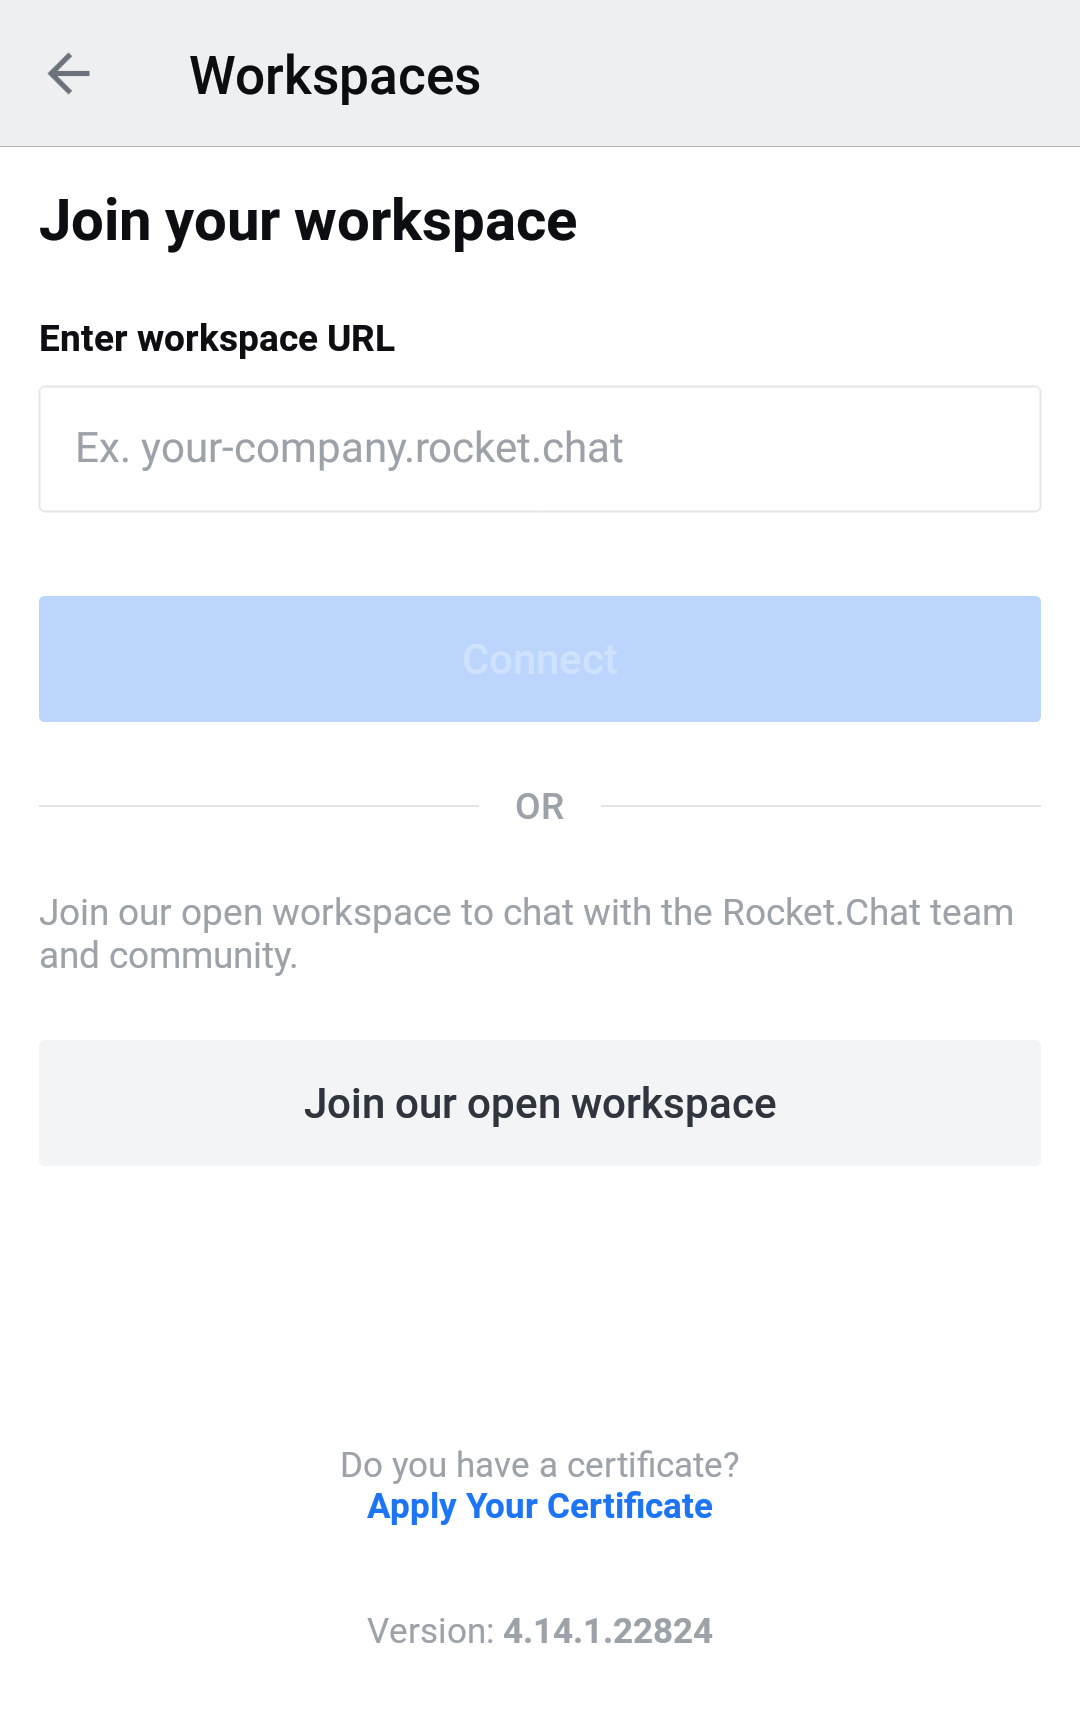 Workspaces
Join your workspace
Enter workspace URL
Ex. your-company.rocket.chat
Connect
OR
Join our open workspace to chat with the Rocket.Chat team
and community.
Join our open workspace
Do you have a certificate?
Apply Your Certificate
Version: 4.14.1.22824